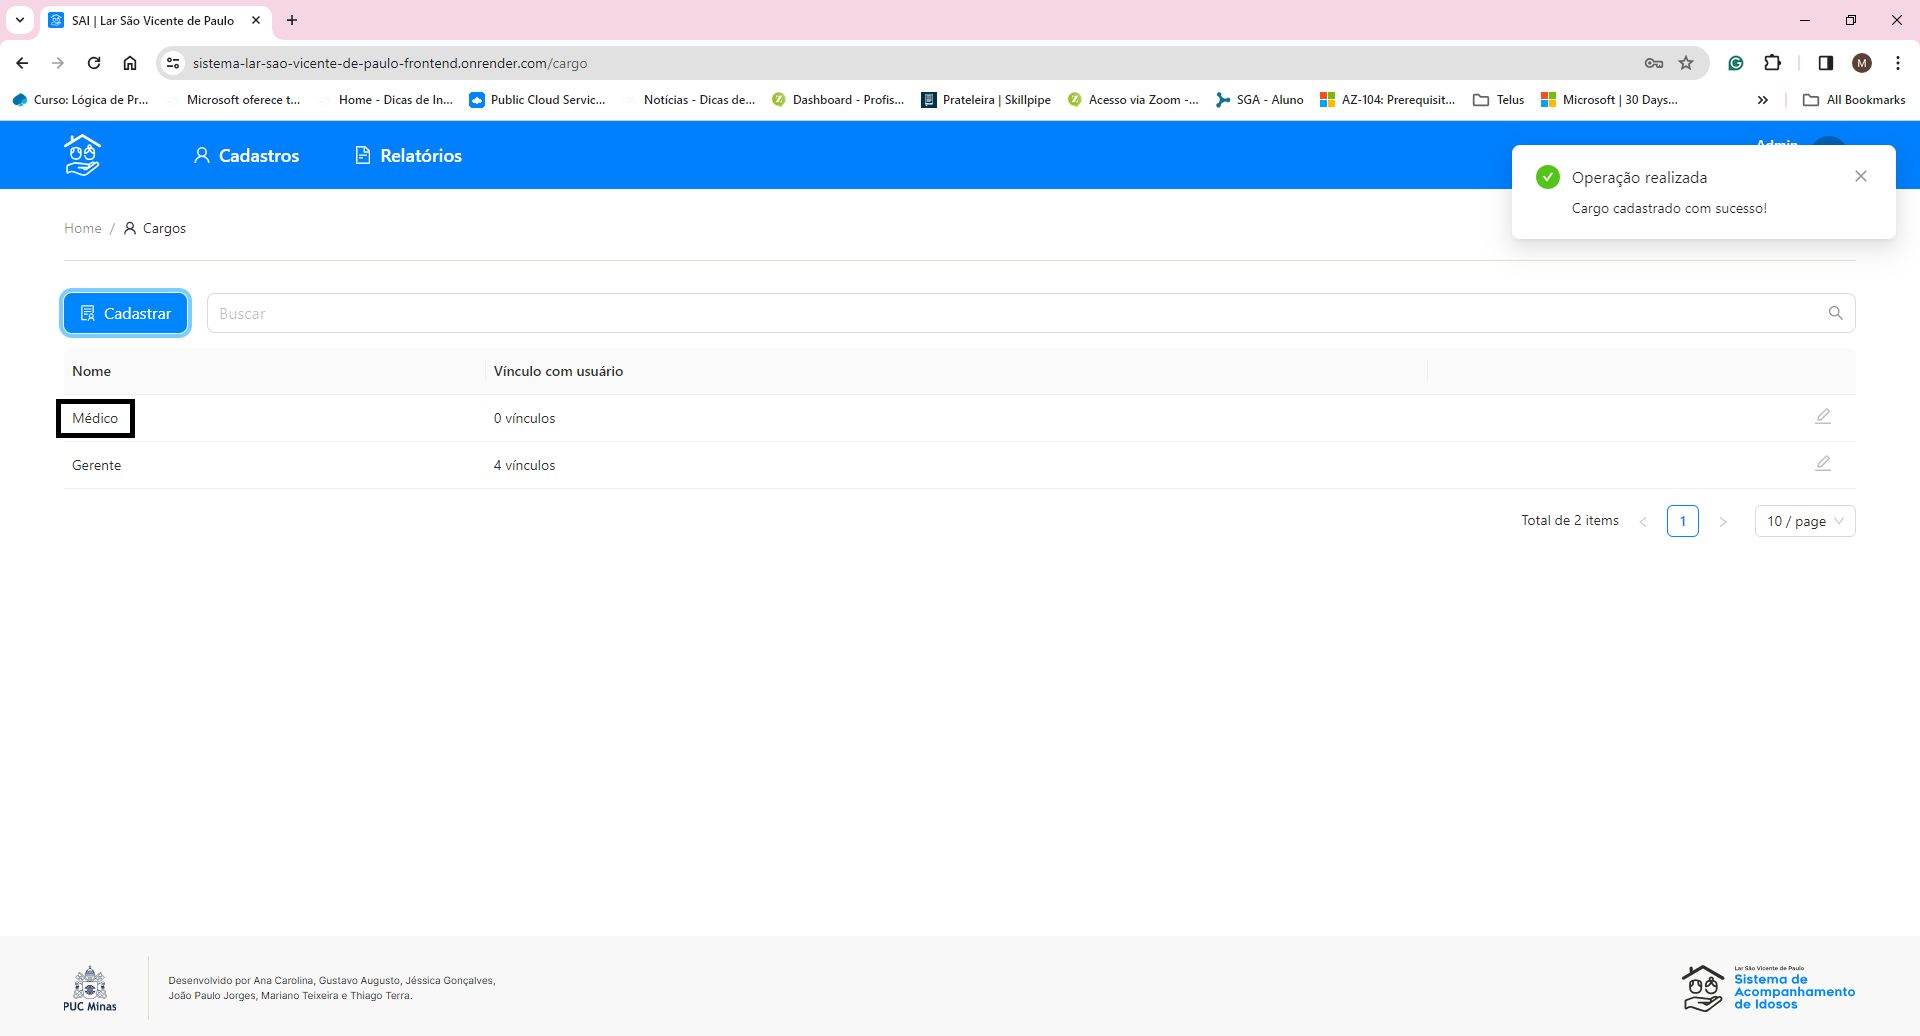 SAI | Lar São Vicente de Paulo
sistema-lar-sao-vicente-de-paulo-frontend.onrender.com/cargo
M
Curso: Lógica de Pr...
Microsoft oferece t...
Home - Dicas de In...
Public Cloud Servic...
Notícias - Dicas de...
Dashboard - Profis...
Prateleira | Skillpipe
Acesso via Zoom -...
SGA - Aluno
AZ-104: Prerequisit...
Telus
Microsoft | 30 Days...
All Bookmarks
Cadastros
Relatórios
Admin
Operação realizada
Cargo cadastrado com sucesso!
Home / Cargos
Cadastrar
Buscar
Nome Vínculo com usuário
Médico 0 vínculos
Gerente 4 vínculos
Total de 2 items < 1 > 10 / page
PUC Minas
Desenvolvido por Ana Carolina, Gustavo Augusto, Jéssica Gonçalves,
João Paulo Jorges, Mariano Teixeira e Thiago Terra.
Lar São Vicente de Paulo
Sistema de
Acompanhamento
de Idosos